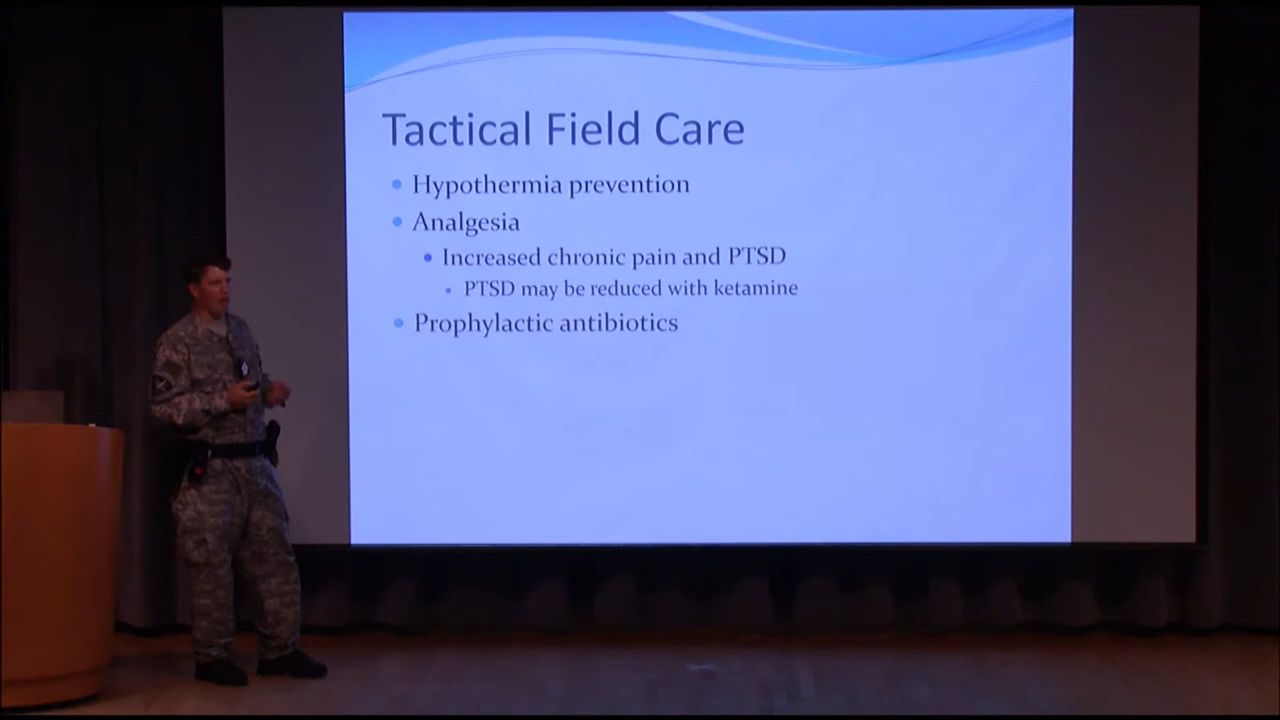 Tactical Field Care
Hypothermia prevention
Analgesia
Increased chronic pain and PTSD
PTSD may be reduced with ketamine
Prophylactic antibiotics